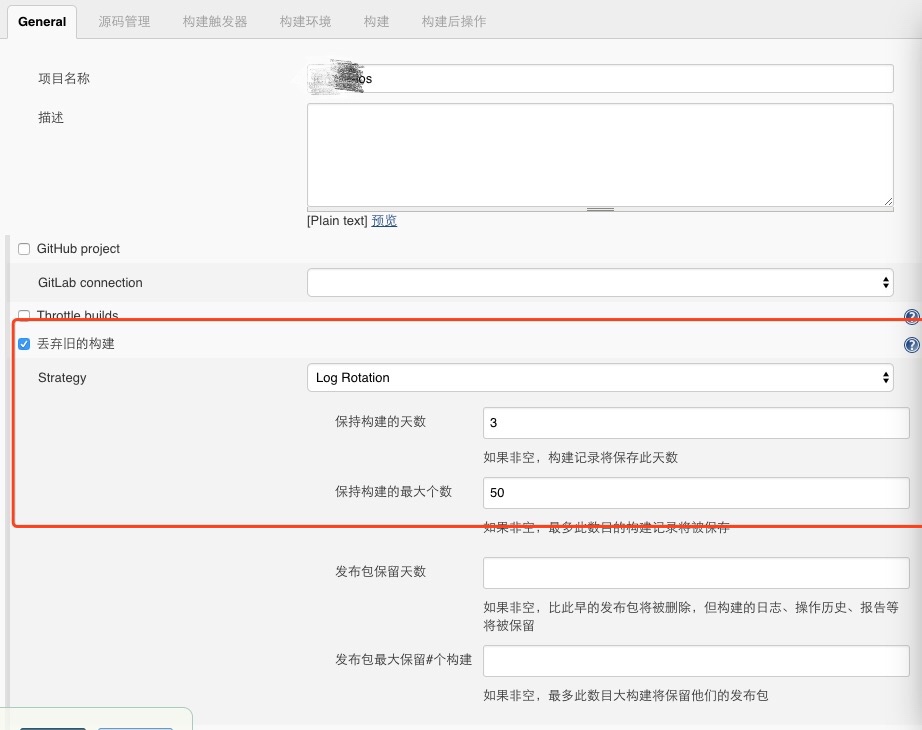 General 源码管理 构建触发器 构建环境 构建 构建后操作
项目名称
os
描述
[Plain text] 预览
GitHub project
GitLab connection
Throttle builds
丢弃旧的构建
Strategy Log Rotation
保持构建的天数 3
如果非空，构建记录将保存此天数
保持构建的最大个数 50
如果非空，最多此数目的构建记录将被保存
发布包保留天数
如果非空，比此早的发布包将被删除，但构建的日志、操作历史、报告等
将被保留
发布包最大保留#个构建
如果非空，最多此数目大构建将保留他们的发布包